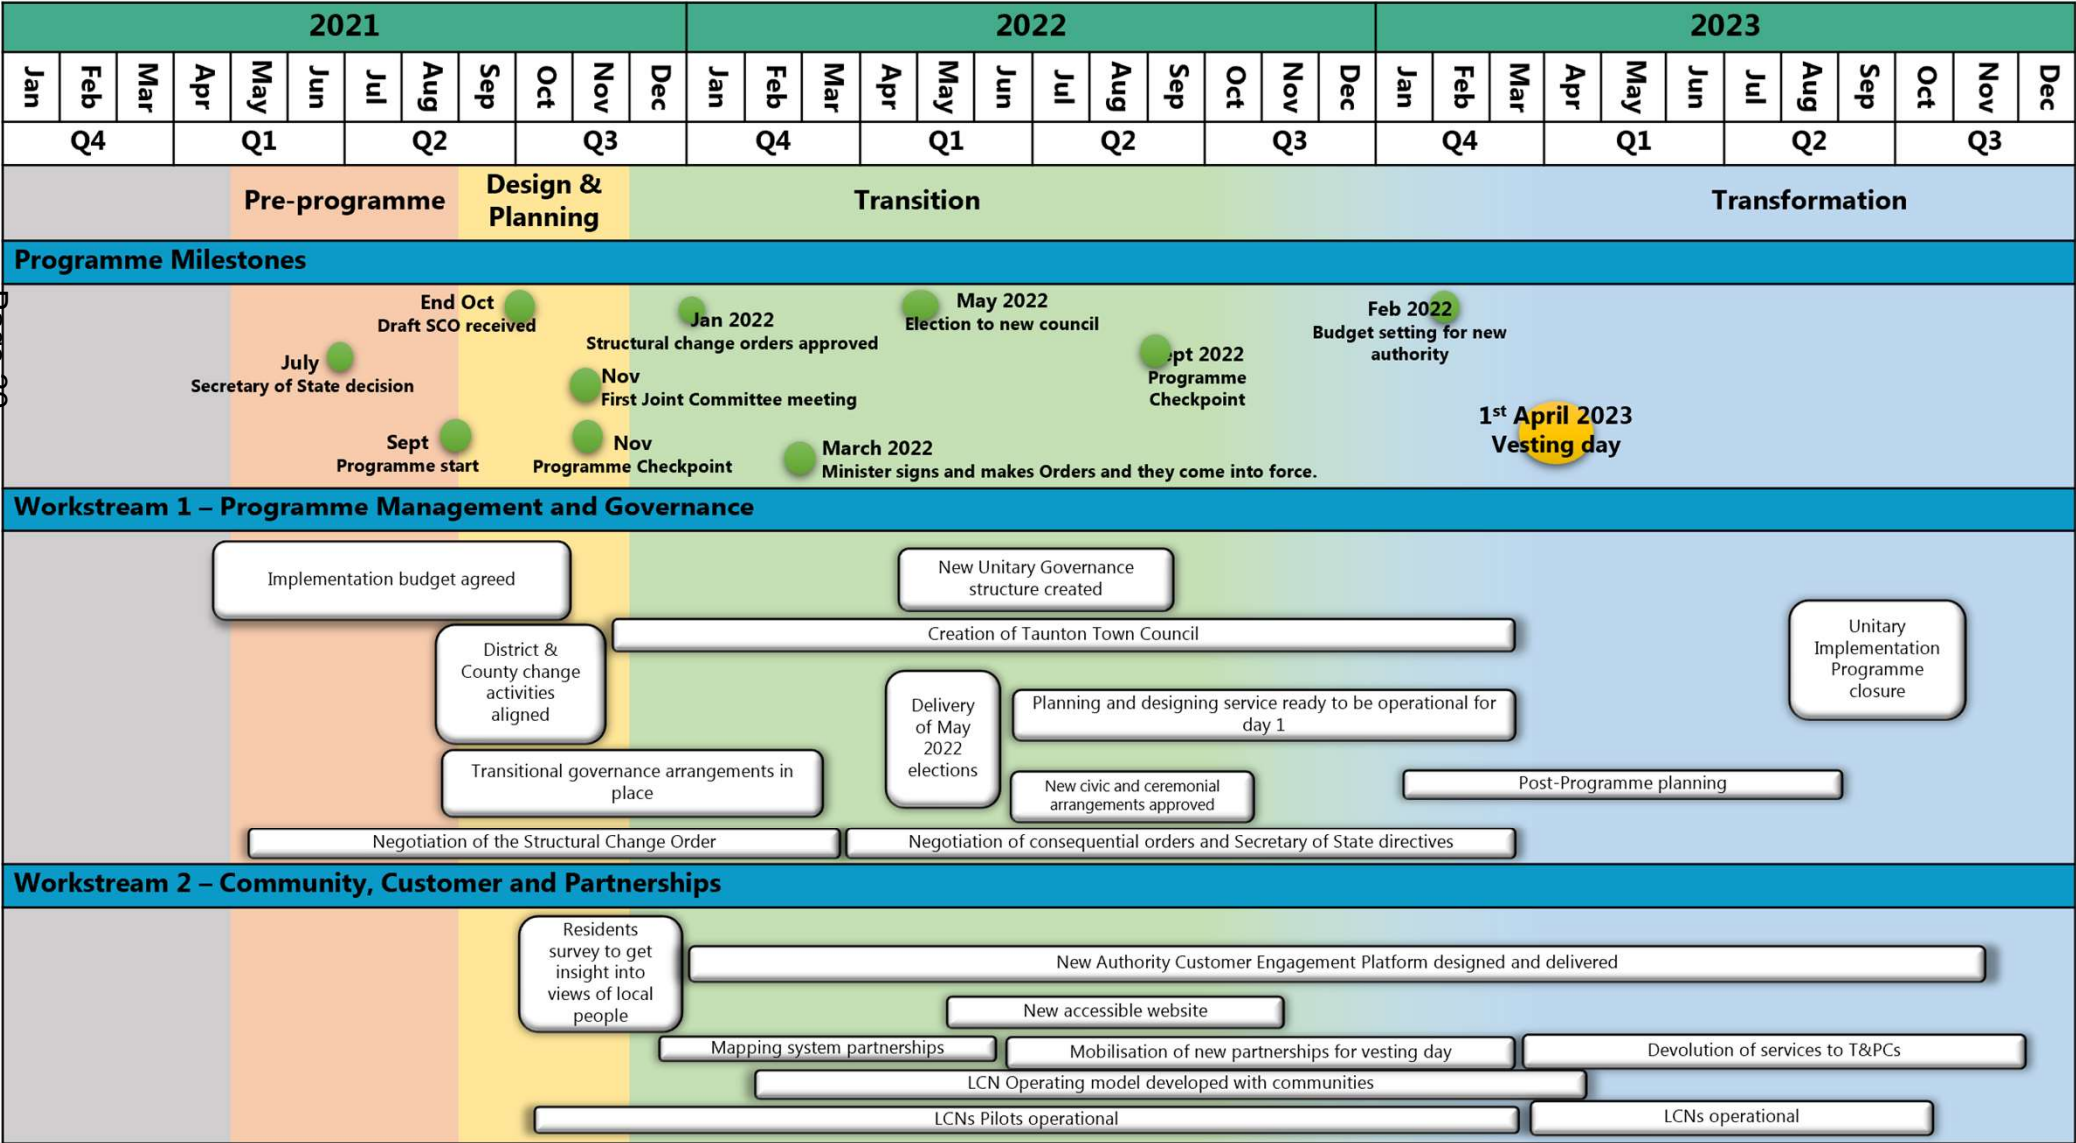 2021
2022
2023
Jan Feb Mar Apr May Jun Jul Aug Sep Oct Nov Dec Jan Feb Mar Apr May Jun Jul Aug Sep Oct Nov Dec Jan Feb Mar Apr May Jun Jul Aug Sep Oct Nov Dec
Q4 Q1 Q2 Q3 Q4 Q1 Q2 Q3 Q4 Q1 Q2 Q3
Pre-programme
Design &
Planning
Transition
Transformation
Programme Milestones
End Oct
Draft SCO received
July
Secretary of State decision
Sept
Programme start
Nov
First Joint Committee meeting
Nov
Programme Checkpoint
Jan 2022
Structural change orders approved
March 2022
Minister signs and makes Orders and they come into force.
May 2022
Election to new council
ept 2022
Programme
Checkpoint
Feb 2022
Budget setting for new
authority
1st April 2023
Vesting day
Workstream 1 – Programme Management and Governance
Implementation budget agreed
New Unitary Governance
structure created
Creation of Taunton Town Council
District &
County change
activities
aligned
Unitary
Implementation
Programme
closure
Delivery
of May
2022
elections
Planning and designing service ready to be operational for
day 1
Transitional governance arrangements in
place
New civic and ceremonial
arrangements approved
Post-Programme planning
Negotiation of the Structural Change Order
Negotiation of consequential orders and Secretary of State directives
Workstream 2 – Community, Customer and Partnerships
Residents
survey to get
insight into
views of local
people
New Authority Customer Engagement Platform designed and delivered
New accessible website
Mapping system partnerships
Mobilisation of new partnerships for vesting day
Devolution of services to T&PCs
LCN Operating model developed with communities
LCNs Pilots operational
LCNs operational